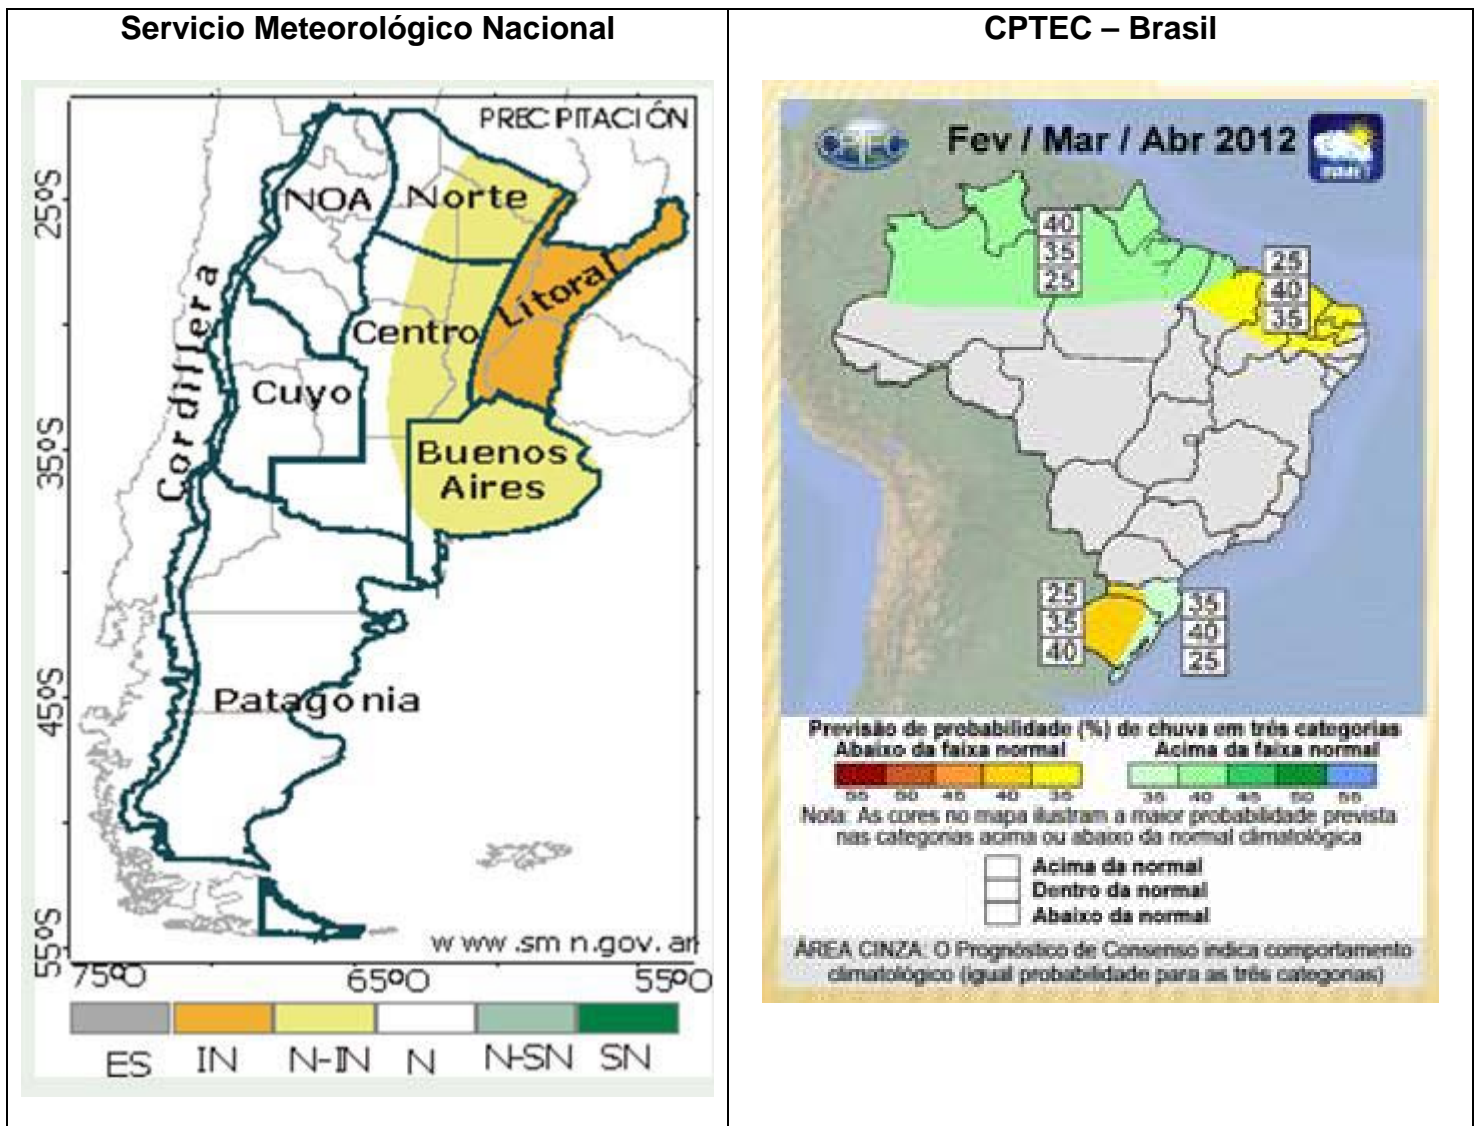 Servicio Meteorológico Nacional
PRECIPITACIÓN
NOA
Norte
Litoral
Centro
Cordillera
Cuyo
Buenos
Aires
Patagonia
25ºS
35ºS
45ºS
55ºS
www.smn.gov.ar
75ºO
65ºO
55ºO
ES
IN
N-IN
N
N-SN
SN
CPTEC – Brasil
CPTEC
Fev / Mar / Abr 2012
INMET
40
35
25
25
40
35
25
35
40
35
40
25
Previsão de probabilidade (%) de chuva em três categorias
Abaixo da faixa normal
Acima da faixa normal
55 50 45 40 35
35 40 45 50 55
Nota: As cores no mapa ilustram a maior probabilidade prevista
nas categorias acima ou abaixo da normal climatológica
Acima da normal
Dentro da normal
Abaixo da normal
ÁREA CINZA: O Prognóstico de Consenso indica comportamento
climatológico (igual probabilidade para as três categorias)